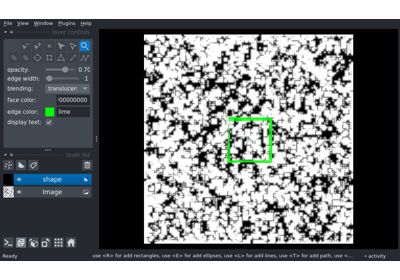 File View Window Plugins Help
layer controls
opacity: 0.70
edge width: 1
blending: translucen
face color: 00000000
edge color: lime
display text:
layer list
shape
Image
Ready
use <R> for add rectangles, use <E> for add ellipses, use <L> for add lines, use <T> for add path, use <...
activity